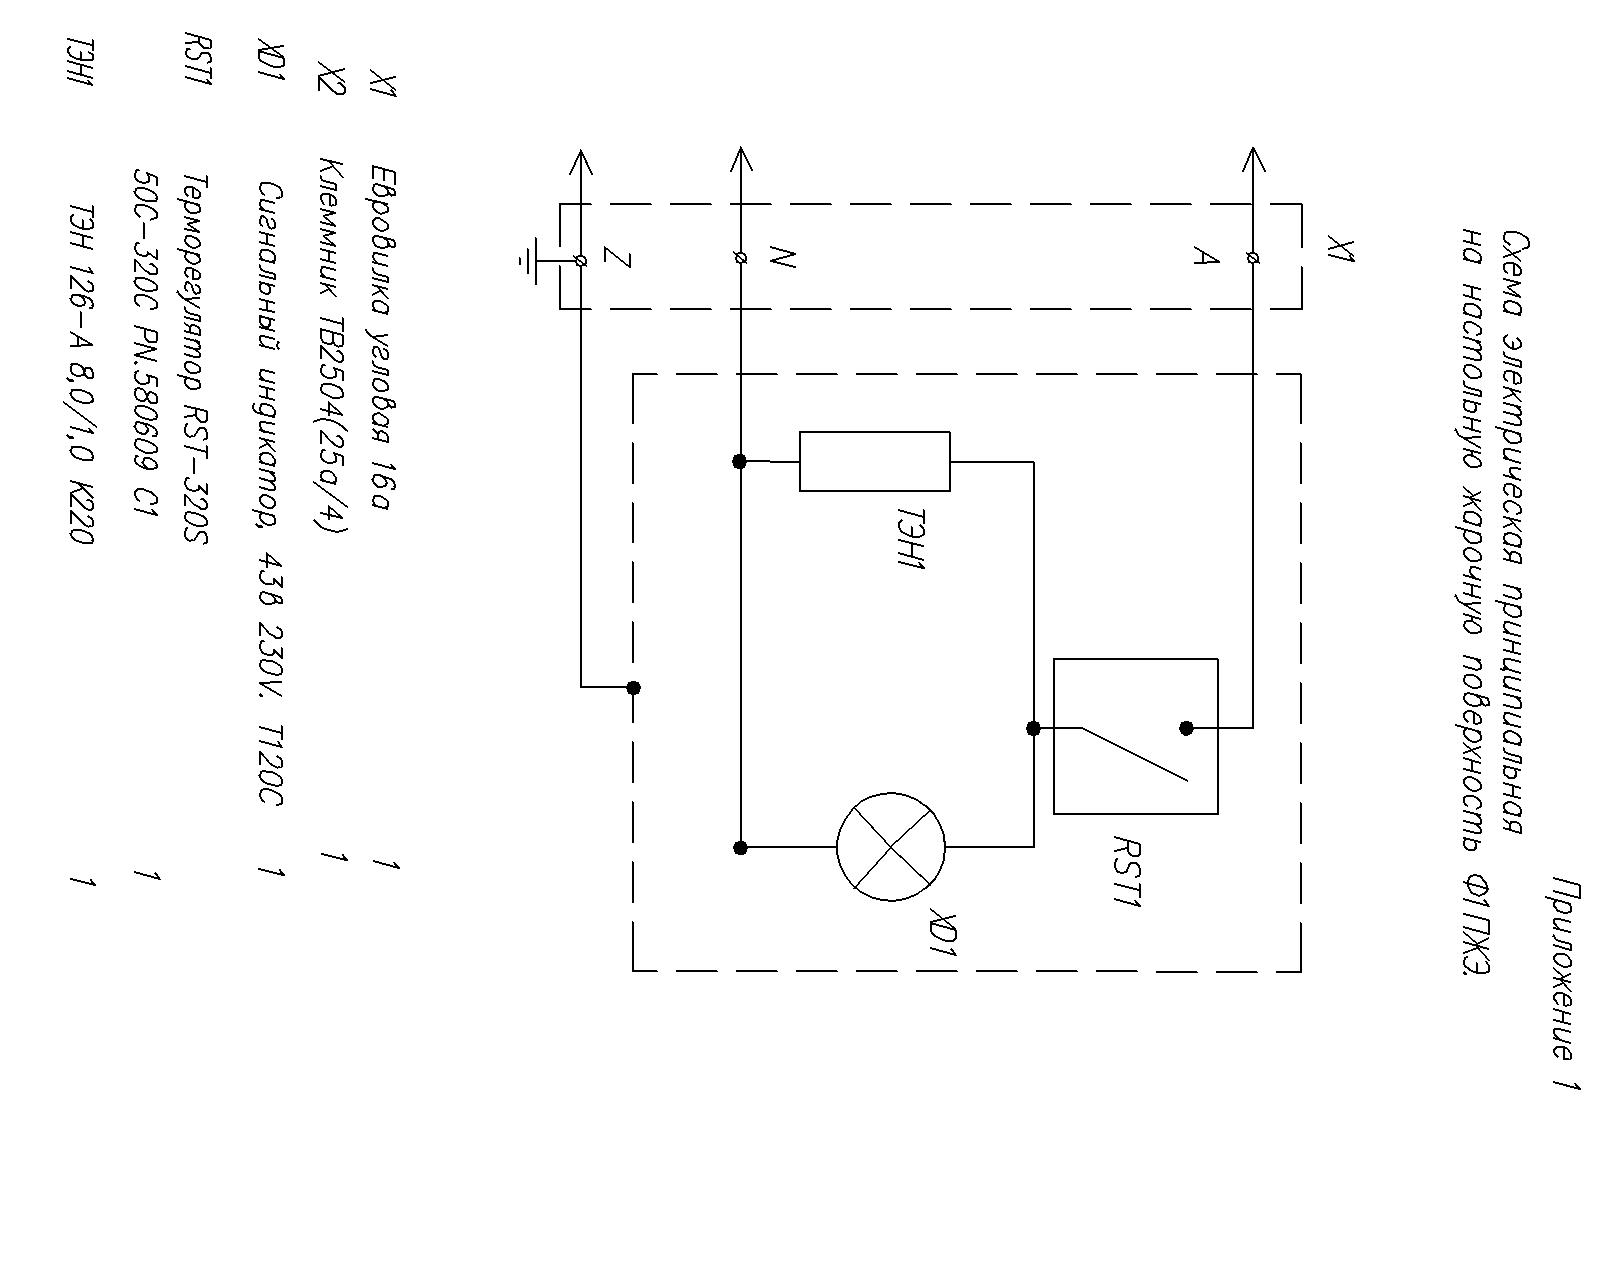 Приложение 1
Схема электрическая принципиальная
на настольную жарочную поверхность Ф1ПЖЭ.
X1
A
N
Z
ТЭН1
RST1
XD1
X1 Евровилка угловая 16а 1
X2 Клеммник ТВ2504(25а/4) 1
XD1 Сигнальный индикатор, 43в 230V. Т120С 1
RST1 Терморегулятор RST-320S
50С-320С PN.580609 С1 1
ТЭН1 ТЭН 126-А 8,0/1,0 К220 1